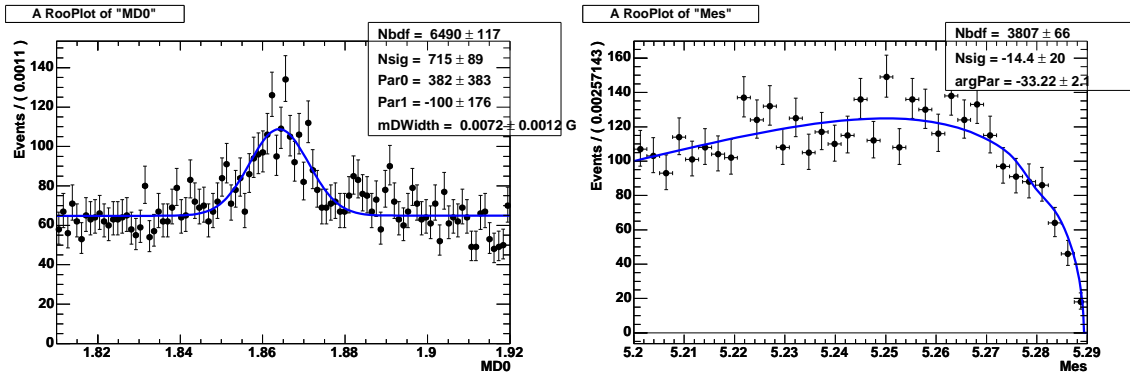 A RooPlot of "MD0"
Nbdf = 6490 ± 117
Nsig = 715 ± 89
Par0 = 382 ± 383
Par1 = -100 ± 176
mDWidth = 0.0072 ± 0.0012 G
Events / ( 0.0011 )
140
120
100
80
60
40
20
0
1.82 1.84 1.86 1.88 1.9 1.92
MD0
A RooPlot of "Mes"
Nbdf = 3807 ± 66
Nsig = -14.4 ± 20
argPar = -33.22 ± 2.1
Events / ( 0.00257143 )
160
140
120
100
80
60
40
20
0
5.2 5.21 5.22 5.23 5.24 5.25 5.26 5.27 5.28 5.29
Mes